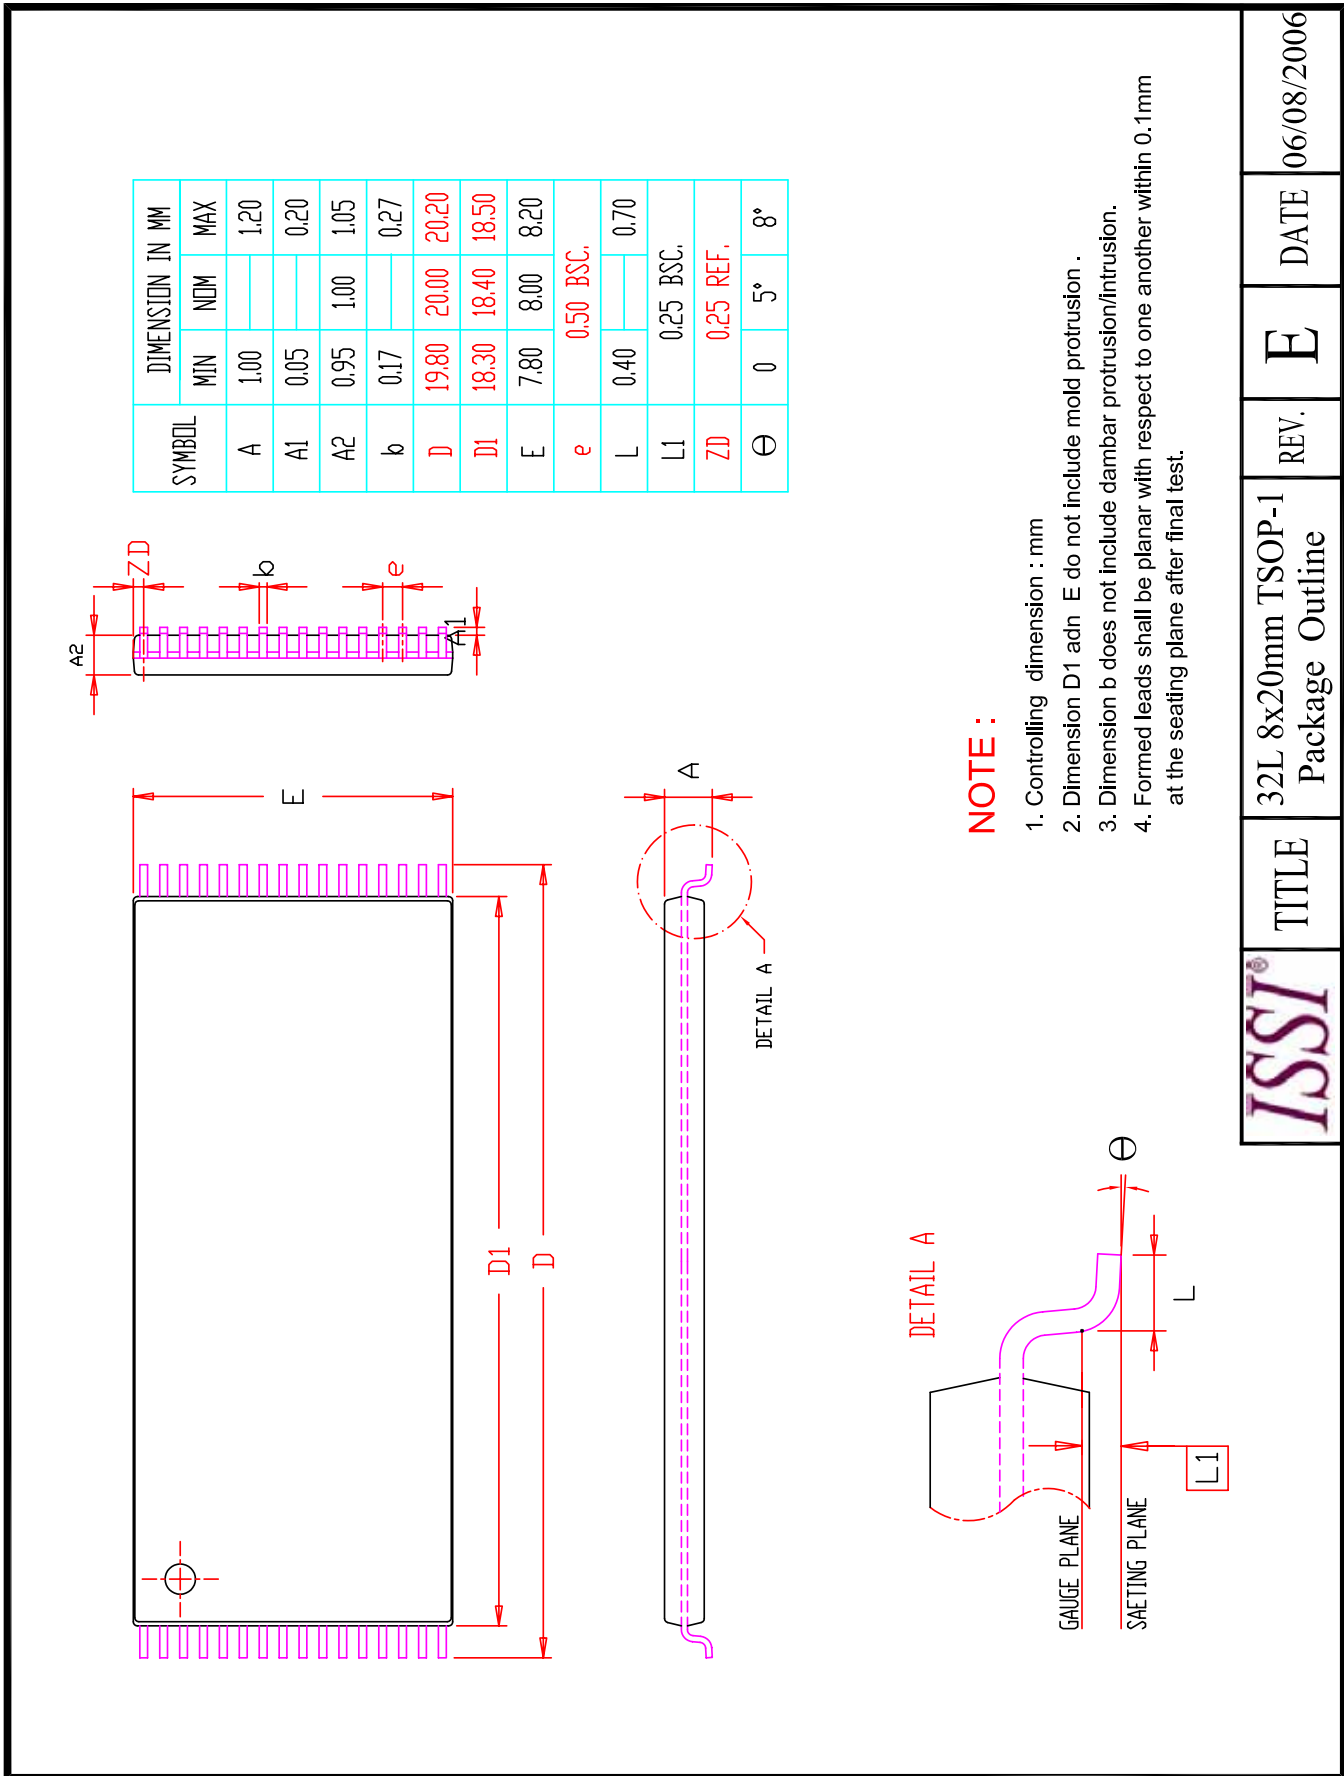 SYMBOL DIMENSION IN MM
MIN NOM MAX
A 1.00 1.20
A1 0.05 0.20
A2 0.95 1.00 1.05
b 0.17 0.27
D 19.80 20.00 20.20
D1 18.30 18.40 18.50
E 7.80 8.00 8.20
e 0.50 BSC.
L 0.40 0.70
L1 0.25 BSC.
ZD 0.25 REF.
Θ 0 5° 8°
A2
ZD
b
e
A1
E
D1
D
A
DETAIL A
DETAIL A
GAUGE PLANE
SAETING PLANE
L1
L
Θ
NOTE :
1. Controlling dimension : mm
2. Dimension D1 adn E do not include mold protrusion .
3. Dimension b does not include dambar protrusion/intrusion.
4. Formed leads shall be planar with respect to one another within 0.1mm
at the seating plane after final test.
ISSI®
TITLE
32L 8x20mm TSOP-1
Package Outline
REV.
E
DATE
06/08/2006